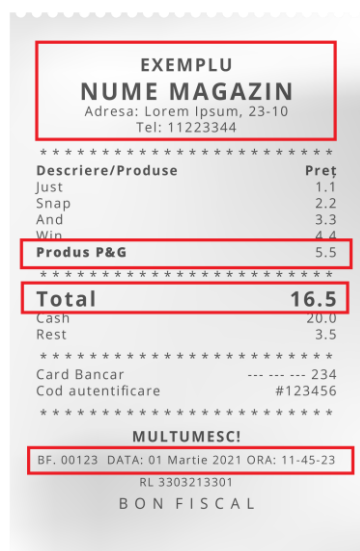 EXEMPLU
NUME MAGAZIN
Adresa: Lorem Ipsum, 23-10
Tel: 11223344
* * * * * * * * * * * * * * * * * * * * * * * *
Descriere/Produse Preț
Just 1.1
Snap 2.2
And 3.3
Win 4.4
Produs P&G 5.5
* * * * * * * * * * * * * * * * * * * * * * * *
Total 16.5
Cash 20.0
Rest 3.5
* * * * * * * * * * * * * * * * * * * * * * * *
Card Bancar --- --- --- 234
Cod autentificare #123456
* * * * * * * * * * * * * * * * * * * * * * * *
MULTUMESC!
BF. 00123 DATA: 01 Martie 2021 ORA: 11-45-23
RL 3303213301
BON FISCAL